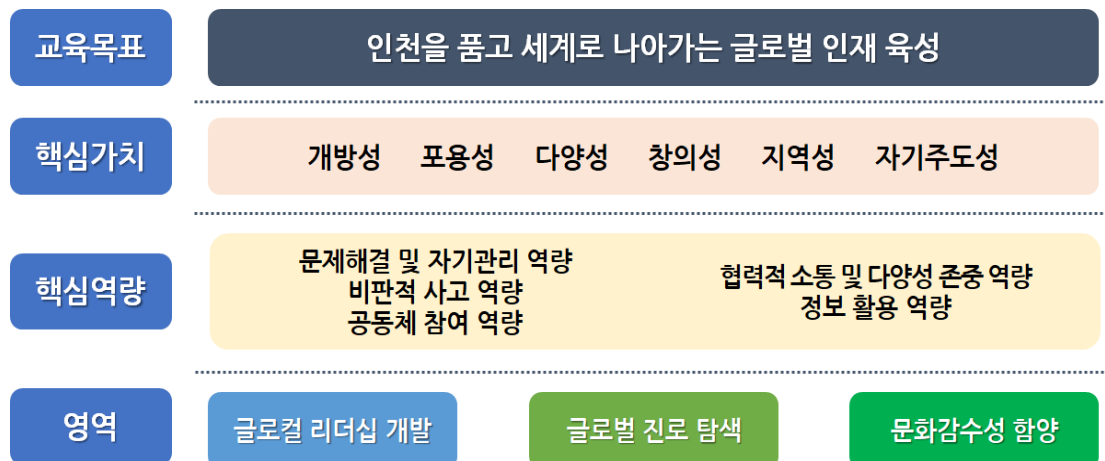 교육목표
인천을 품고 세계로 나아가는 글로벌 인재 육성
핵심가치
개방성 포용성 다양성 창의성 지역성 자기주도성
핵심역량
문제해결 및 자기관리 역량
비판적 사고 역량
공동체 참여 역량
협력적 소통 및 다양성 존중 역량
정보 활용 역량
영역
글로컬 리더십 개발
글로벌 진로 탐색
문화감수성 함양